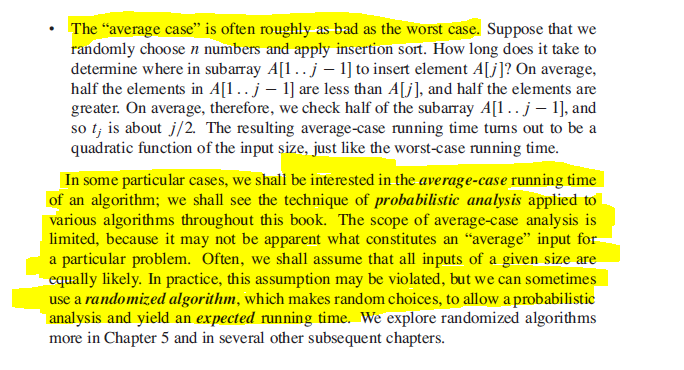 • The “average case” is often roughly as bad as the worst case. Suppose that we
randomly choose n numbers and apply insertion sort. How long does it take to
determine where in subarray A[1 . . j − 1] to insert element A[j]? On average,
half the elements in A[1 . . j − 1] are less than A[j], and half the elements are
greater. On average, therefore, we check half of the subarray A[1 . . j − 1], and
so tⱼ is about j/2. The resulting average-case running time turns out to be a
quadratic function of the input size, just like the worst-case running time.
In some particular cases, we shall be interested in the average-case running time
of an algorithm; we shall see the technique of probabilistic analysis applied to
various algorithms throughout this book. The scope of average-case analysis is
limited, because it may not be apparent what constitutes an “average” input for
a particular problem. Often, we shall assume that all inputs of a given size are
equally likely. In practice, this assumption may be violated, but we can sometimes
use a randomized algorithm, which makes random choices, to allow a probabilistic
analysis and yield an expected running time. We explore randomized algorithms
more in Chapter 5 and in several other subsequent chapters.